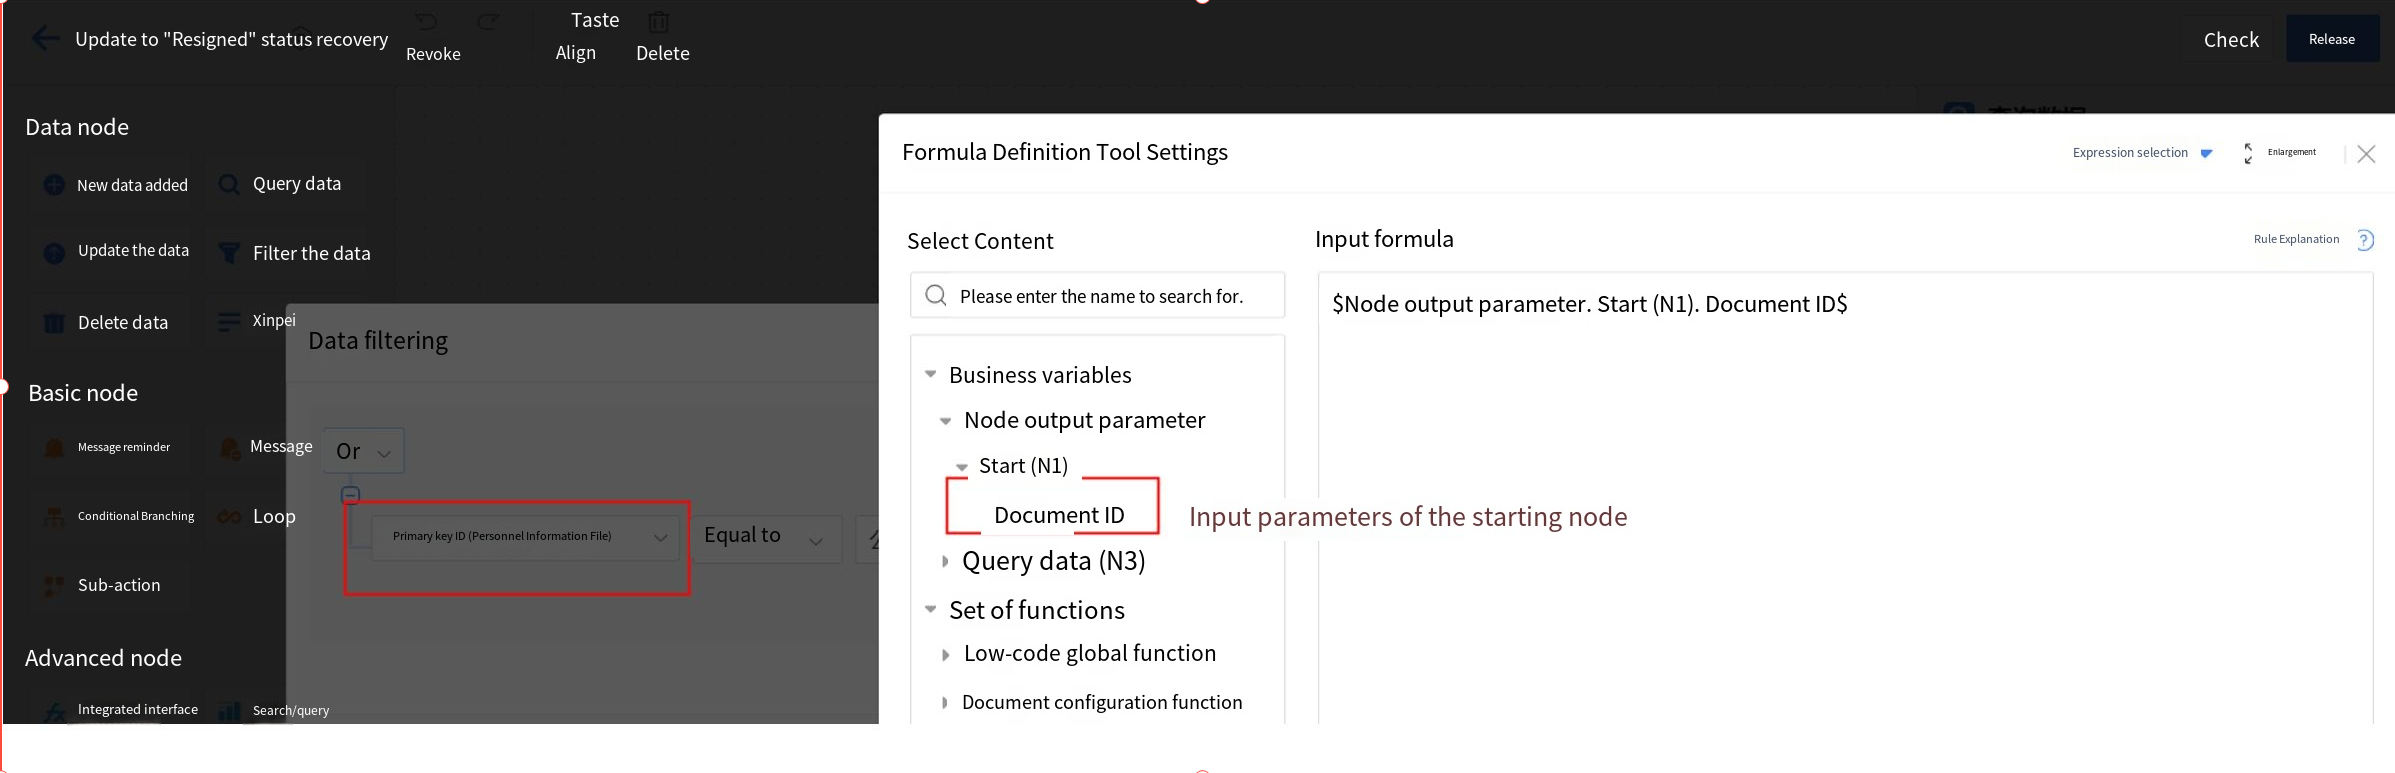 Update to "Resigned" status recovery
Revoke
Taste
Align
Delete
Check
Release
Data node
New data added
Query data
Update the data
Filter the data
Delete data
Xinpei
Basic node
Message reminder
Message
Conditional Branching
Loop
Sub-action
Advanced node
Integrated interface
Search/query
Data filtering
Or
Primary key ID (Personnel Information File)
Equal to
Formula Definition Tool Settings
Expression selection
Enlargement
Select Content
Please enter the name to search for.
Business variables
Node output parameter
Start (N1)
Document ID
Query data (N3)
Set of functions
Low-code global function
Document configuration function
Input formula
Rule Explanation
$Node output parameter. Start (N1). Document ID$
Input parameters of the starting node